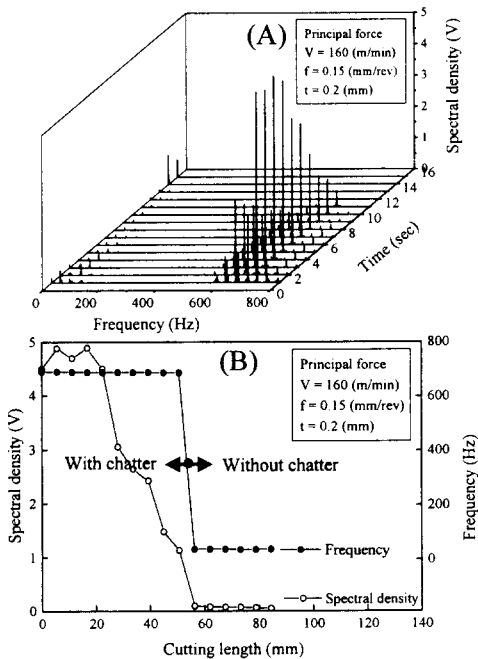 (A)
Principal force
V = 160 (m/min)
f = 0.15 (mm/rev)
t = 0.2 (mm)
5
4
3
2
1
0
Spectral density (V)
16
14
12
10
8
6
4
2
0
Time (sec)
0 200 400 600 800
Frequency (Hz)
(B)
Principal force
V = 160 (m/min)
f = 0.15 (mm/rev)
t = 0.2 (mm)
5
4
3
2
1
0
Spectral density (V)
800
600
400
200
0
Frequency (Hz)
With chatter
Without chatter
Frequency
Spectral density
0 20 40 60 80 100 120 140
Cutting length (mm)